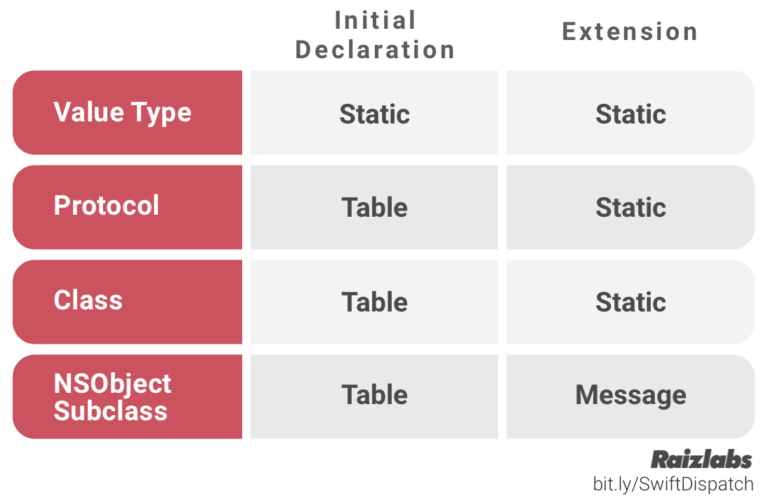 Initial
Declaration
Extension
Value Type
Static
Static
Protocol
Table
Static
Class
Table
Static
NSObject
Subclass
Table
Message
Raizlabs
bit.ly/SwiftDispatch